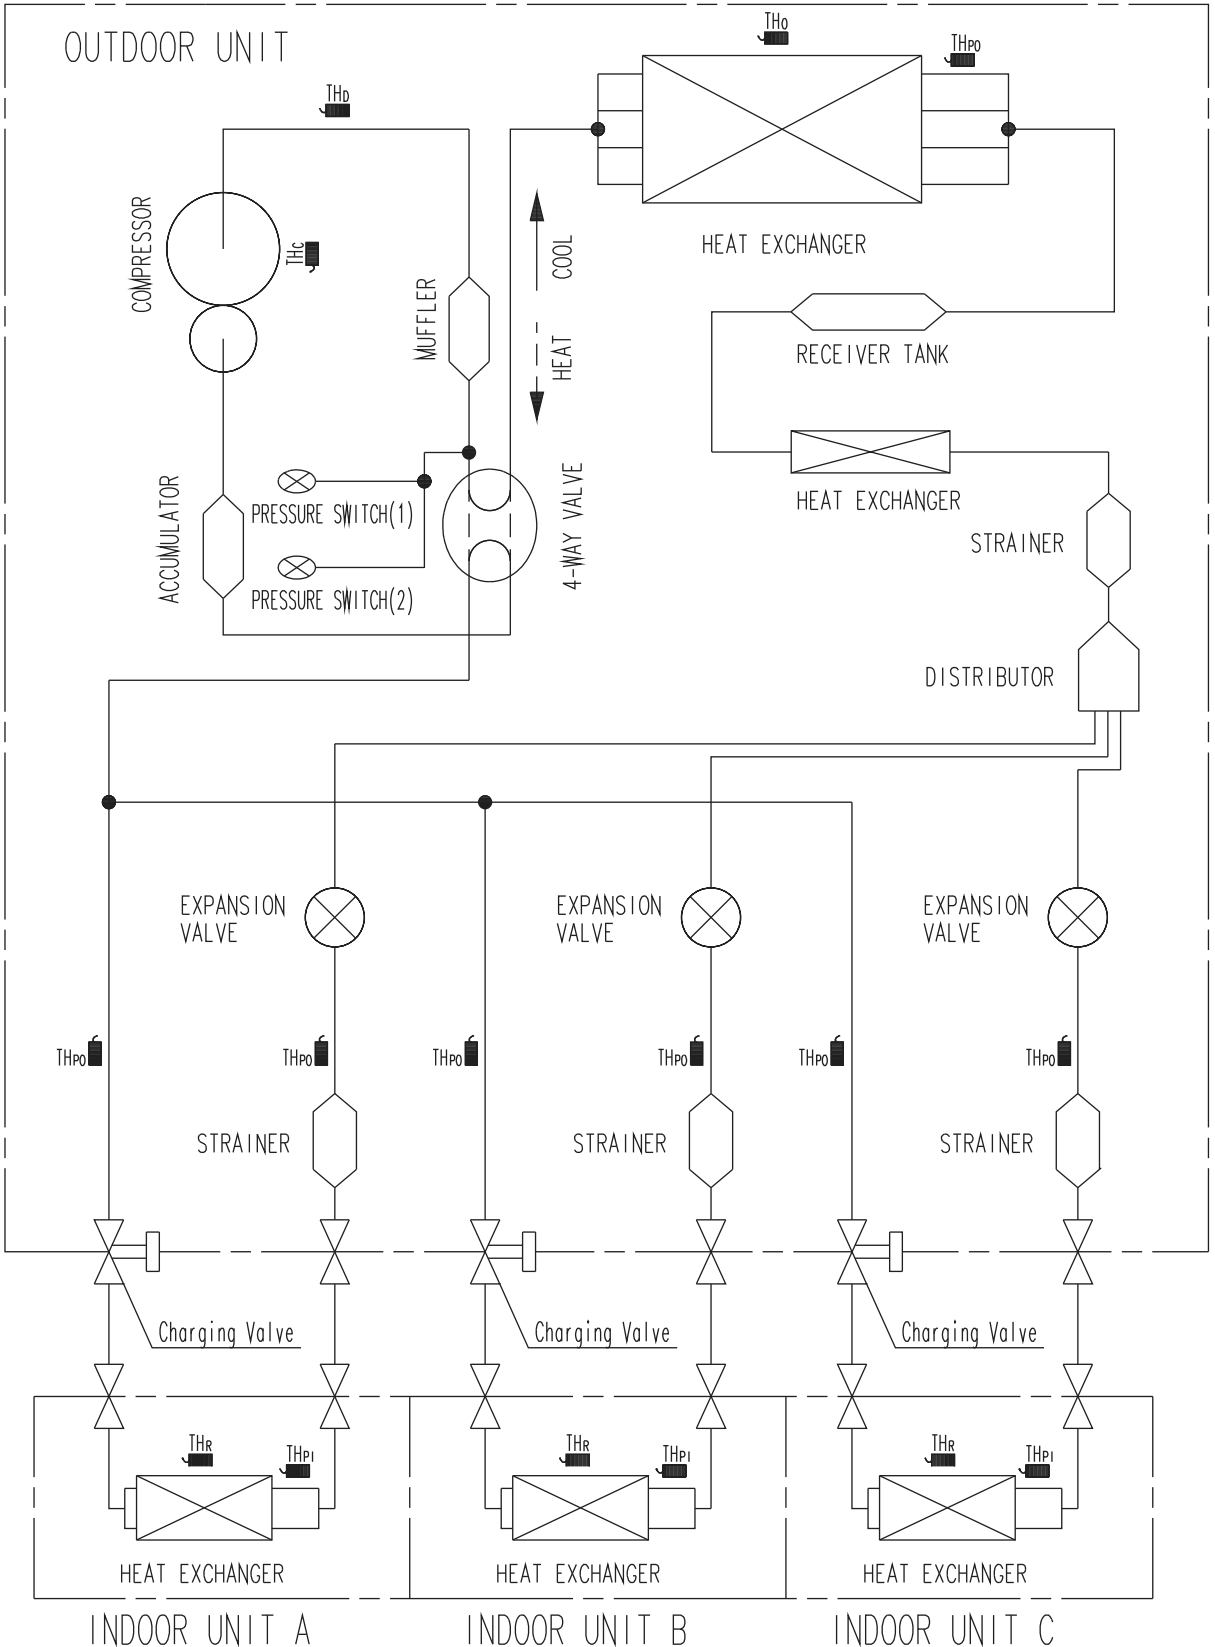 OUTDOOR UNIT
THO
THPO
THD
COMPRESSOR
THC
MUFFLER
COOL
HEAT
HEAT EXCHANGER
RECEIVER TANK
ACCUMULATOR
PRESSURE SWITCH(1)
PRESSURE SWITCH(2)
4-WAY VALVE
HEAT EXCHANGER
STRAINER
DISTRIBUTOR
EXPANSION
VALVE
EXPANSION
VALVE
EXPANSION
VALVE
THPO
THPO
THPO
THPO
THPO
THPO
STRAINER
STRAINER
STRAINER
Charging Valve
Charging Valve
Charging Valve
THR
THPI
THR
THPI
THR
THPI
HEAT EXCHANGER
HEAT EXCHANGER
HEAT EXCHANGER
INDOOR UNIT A
INDOOR UNIT B
INDOOR UNIT C